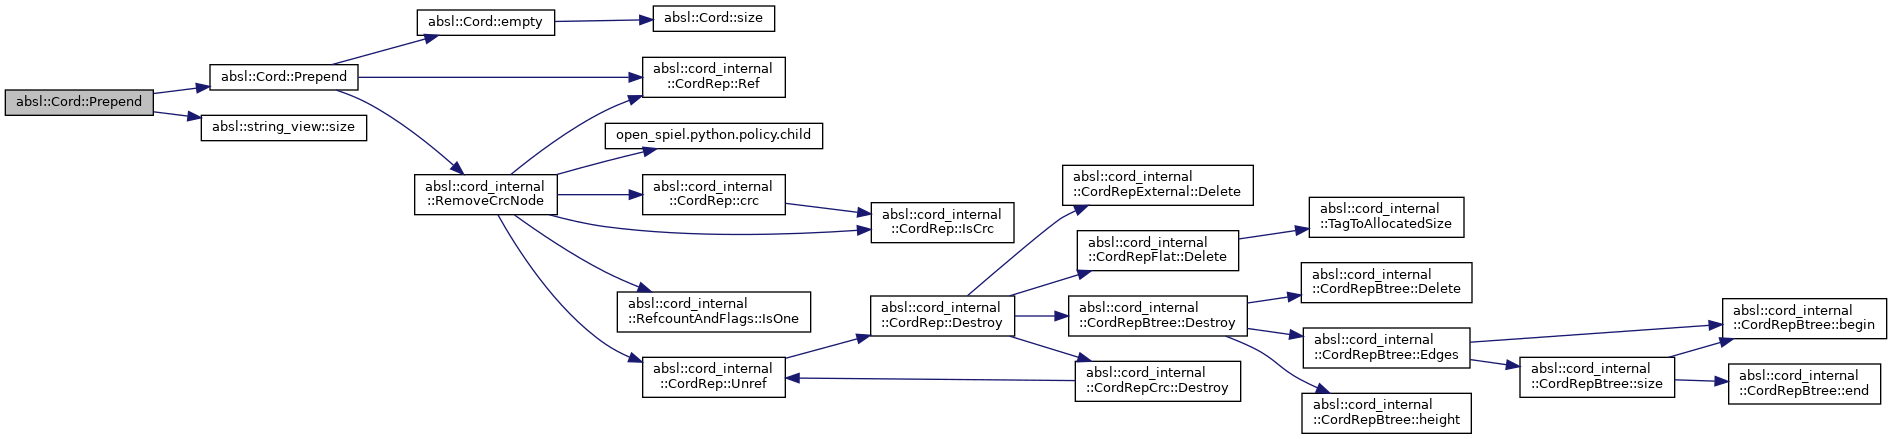 absl::Cord::Prepend
absl::Cord::Prepend
absl::string_view::size
absl::Cord::empty
absl::Cord::size
absl::cord_internal
::CordRep::Ref
absl::cord_internal
::RemoveCrcNode
open_spiel.python.policy.child
absl::cord_internal
::CordRep::crc
absl::cord_internal
::CordRep::IsCrc
absl::cord_internal
::RefcountAndFlags::IsOne
absl::cord_internal
::CordRep::Unref
absl::cord_internal
::CordRep::Destroy
absl::cord_internal
::CordRepExternal::Delete
absl::cord_internal
::CordRepFlat::Delete
absl::cord_internal
::TagToAllocatedSize
absl::cord_internal
::CordRepBtree::Destroy
absl::cord_internal
::CordRepCrc::Destroy
absl::cord_internal
::CordRepBtree::Delete
absl::cord_internal
::CordRepBtree::Edges
absl::cord_internal
::CordRepBtree::height
absl::cord_internal
::CordRepBtree::size
absl::cord_internal
::CordRepBtree::begin
absl::cord_internal
::CordRepBtree::end